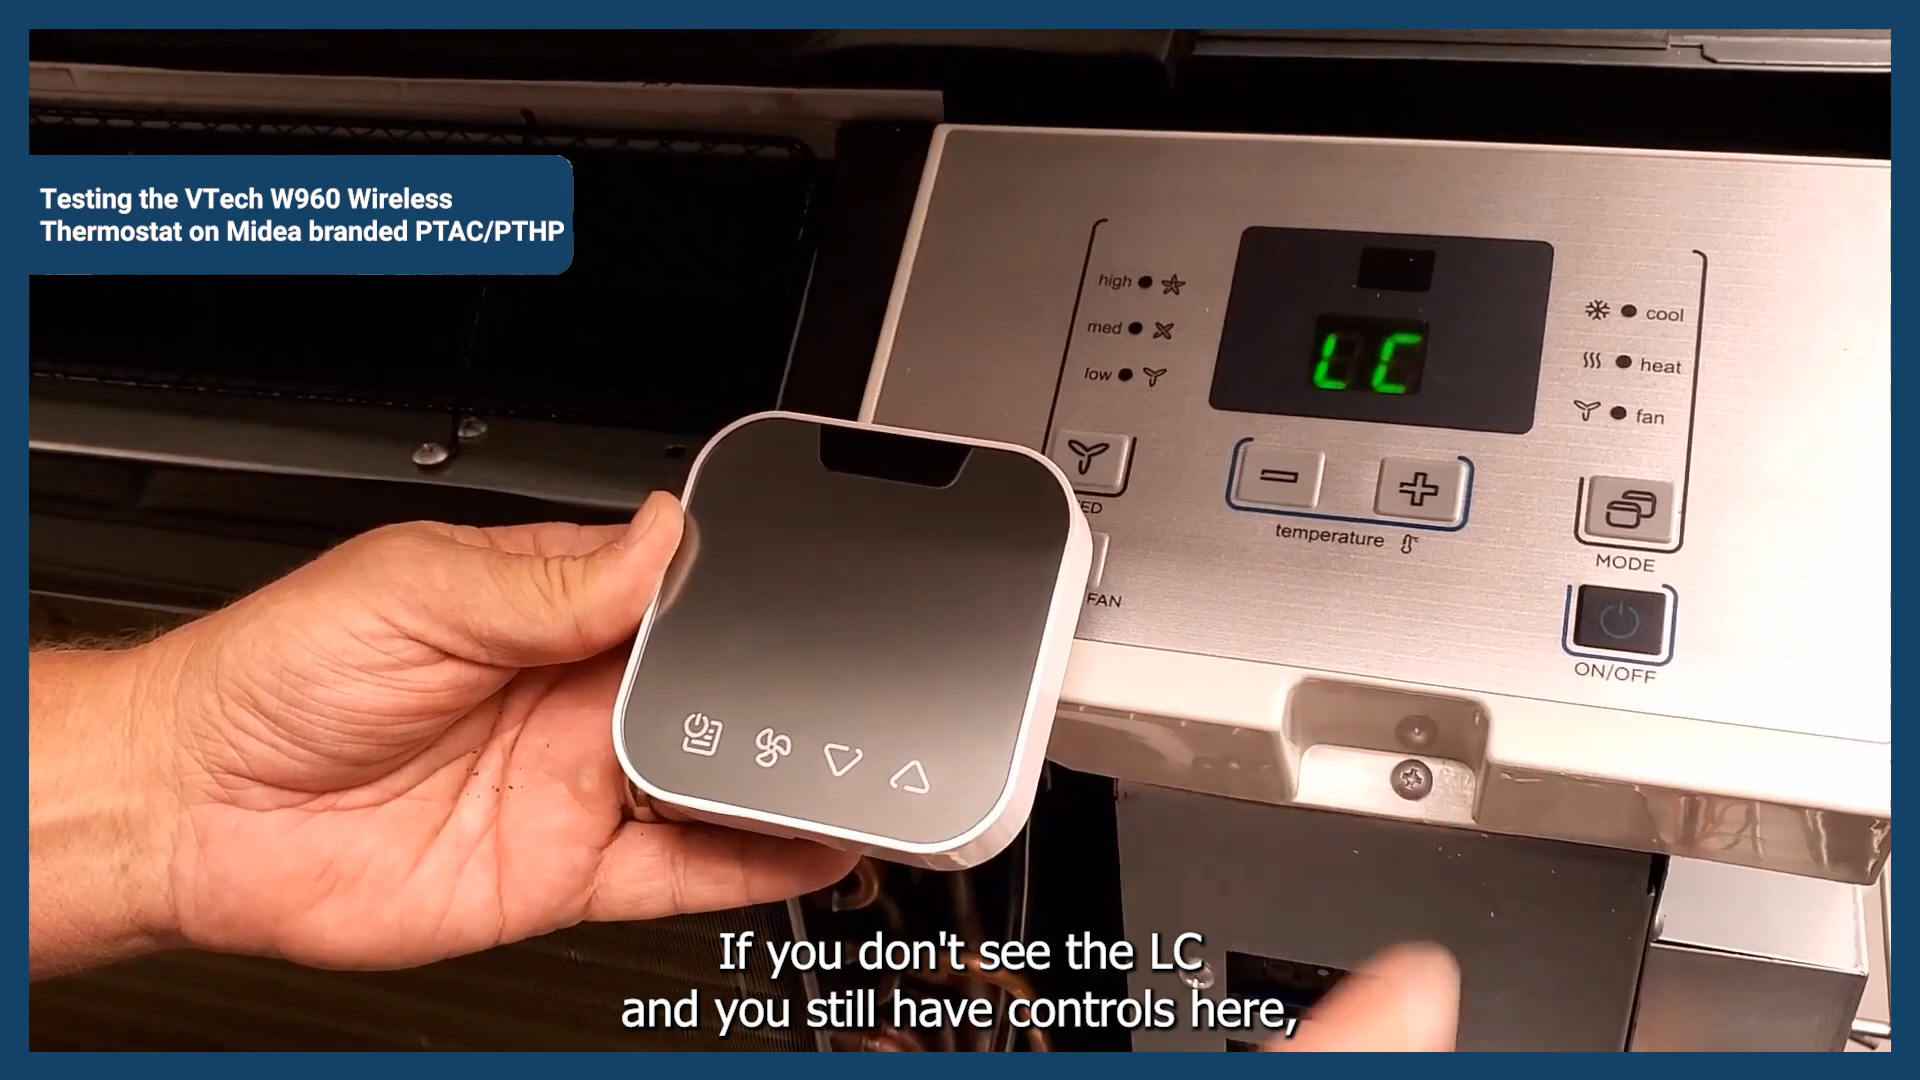 Testing the VTech W960 Wireless
Thermostat on Midea branded PTAC/PTHP
high
med
low
LC
cool
heat
fan
ED
temperature
MODE
FAN
ON/OFF
If you don't see the LC
and you still have controls here,